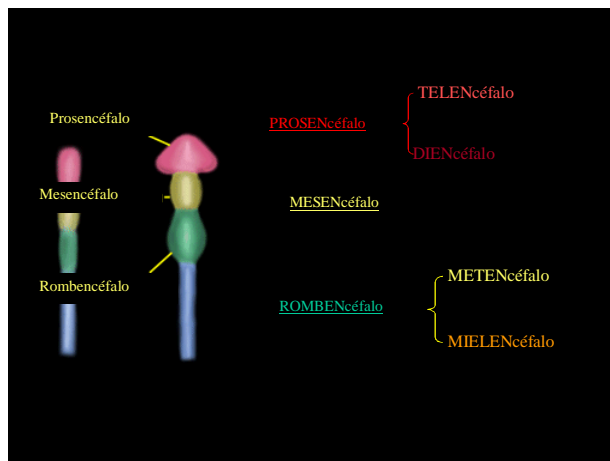 Prosencéfalo
Mesencéfalo
Rombencéfalo
PROSENcéfalo
TELENcéfalo
DIENcéfalo
MESENcéfalo
ROMBENcéfalo
METENcéfalo
MIELENcéfalo